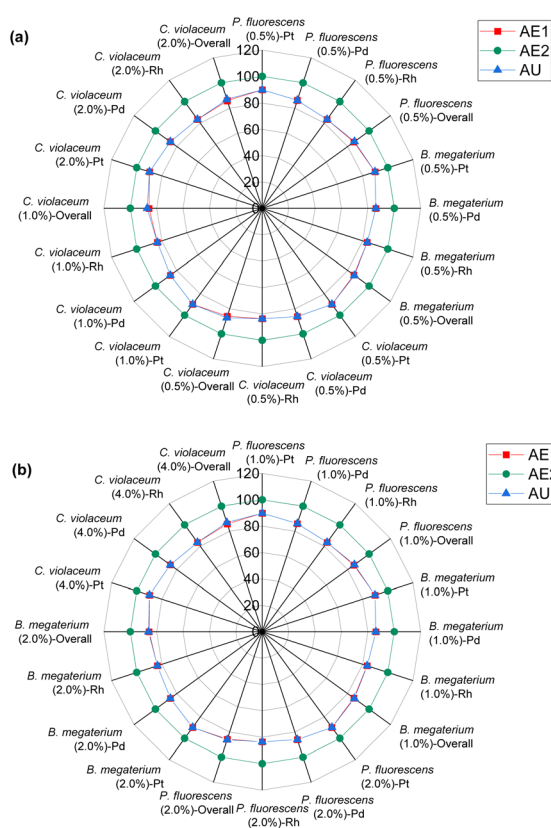 (a)
AE1
AE2
AU
P. fluorescens
(0.5%)-Pt
P. fluorescens
(0.5%)-Pd
P. fluorescens
(0.5%)-Rh
P. fluorescens
(0.5%)-Overall
B. megaterium
(0.5%)-Pt
B. megaterium
(0.5%)-Pd
B. megaterium
(0.5%)-Rh
B. megaterium
(0.5%)-Overall
C. violaceum
(0.5%)-Pt
C. violaceum
(0.5%)-Pd
C. violaceum
(0.5%)-Rh
C. violaceum
(0.5%)-Overall
C. violaceum
(1.0%)-Pt
C. violaceum
(1.0%)-Pd
C. violaceum
(1.0%)-Rh
C. violaceum
(1.0%)-Overall
C. violaceum
(2.0%)-Pt
C. violaceum
(2.0%)-Pd
C. violaceum
(2.0%)-Rh
C. violaceum
(2.0%)-Overall
120
100
80
60
40
20
(b)
AE
AE2
AU
P. fluorescens
(1.0%)-Pt
P. fluorescens
(1.0%)-Pd
P. fluorescens
(1.0%)-Rh
P. fluorescens
(1.0%)-Overall
B. megaterium
(1.0%)-Pt
B. megaterium
(1.0%)-Pd
B. megaterium
(1.0%)-Rh
B. megaterium
(1.0%)-Overall
P. fluorescens
(2.0%)-Pt
P. fluorescens
(2.0%)-Pd
P. fluorescens
(2.0%)-Rh
P. fluorescens
(2.0%)-Overall
B. megaterium
(2.0%)-Pt
B. megaterium
(2.0%)-Pd
B. megaterium
(2.0%)-Rh
B. megaterium
(2.0%)-Overall
C. violaceum
(4.0%)-Pt
C. violaceum
(4.0%)-Pd
C. violaceum
(4.0%)-Rh
C. violaceum
(4.0%)-Overall
120
100
80
60
40
20